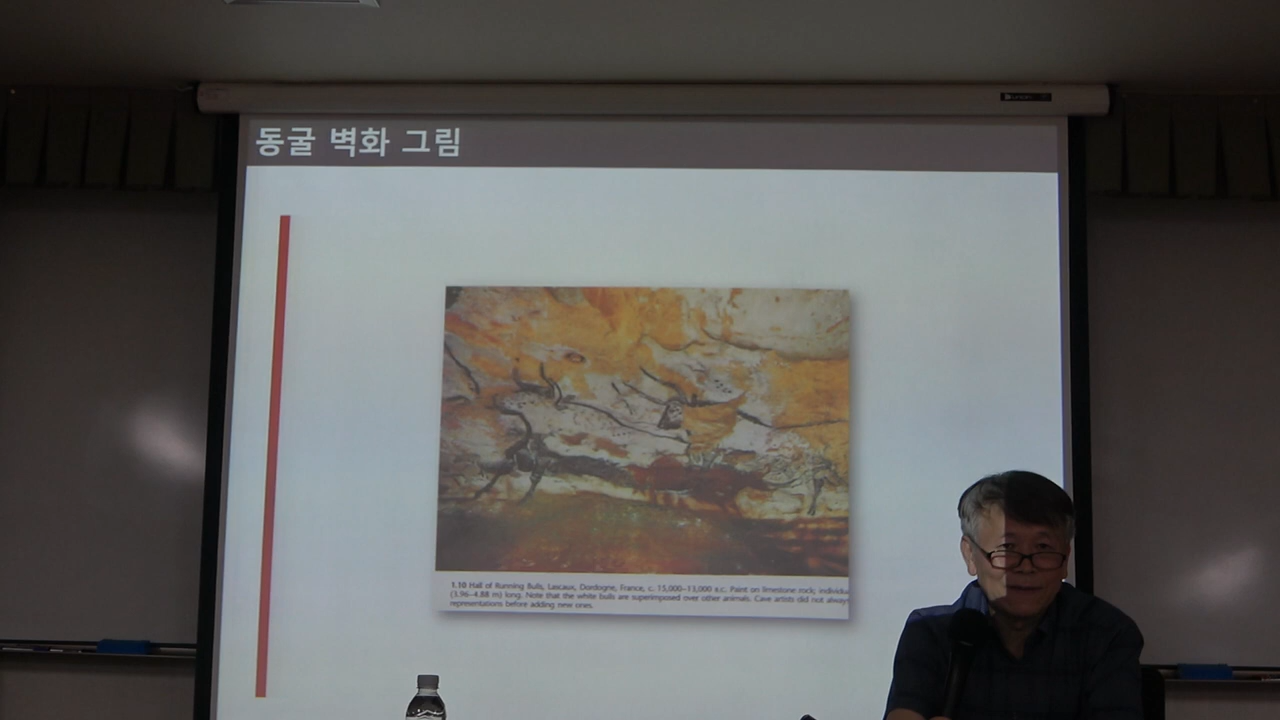 동굴 벽화 그림
1.10 Hall of Running Bulls, Lascaux, Dordogne, France, c. 15,000–13,000 B.C. Paint on limestone rock; individu
(3.96–4.88 m) long. Note that the white bulls are superimposed over other animals. Cave artists did not alway
representations before adding new ones.